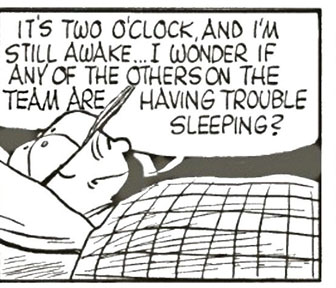 IT'S TWO O'CLOCK, AND I'M
STILL AWAKE... I WONDER IF
ANY OF THE OTHERS ON THE
TEAM ARE HAVING TROUBLE
SLEEPING?